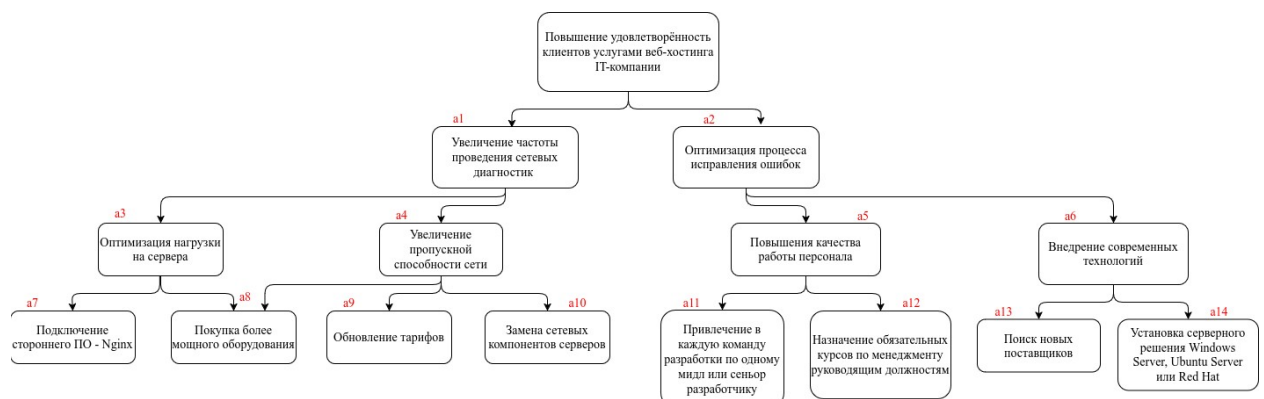 Повышение удовлетворённость
клиентов услугами веб-хостинга
IT-компании
a1
Увеличение частоты
проведения сетевых
диагностик
a2
Оптимизация процесса
исправления ошибок
a3
Оптимизация нагрузки
на сервера
a4
Увеличение
пропускной
способности сети
a5
Повышения качества
работы персонала
a6
Внедрение современных
технологий
a7
Подключение
стороннего ПО - Nginx
a8
Покупка более
мощного оборудования
a9
Обновление тарифов
a10
Замена сетевых
компонентов серверов
a11
Привлечение в
каждую команду
разработки по одному
мидл или сеньор
разработчику
a12
Назначение обязательных
курсов по менеджменту
руководящим должностям
a13
Поиск новых
поставщиков
a14
Установка серверного
решения Windows
Server, Ubuntu Server
или Red Hat